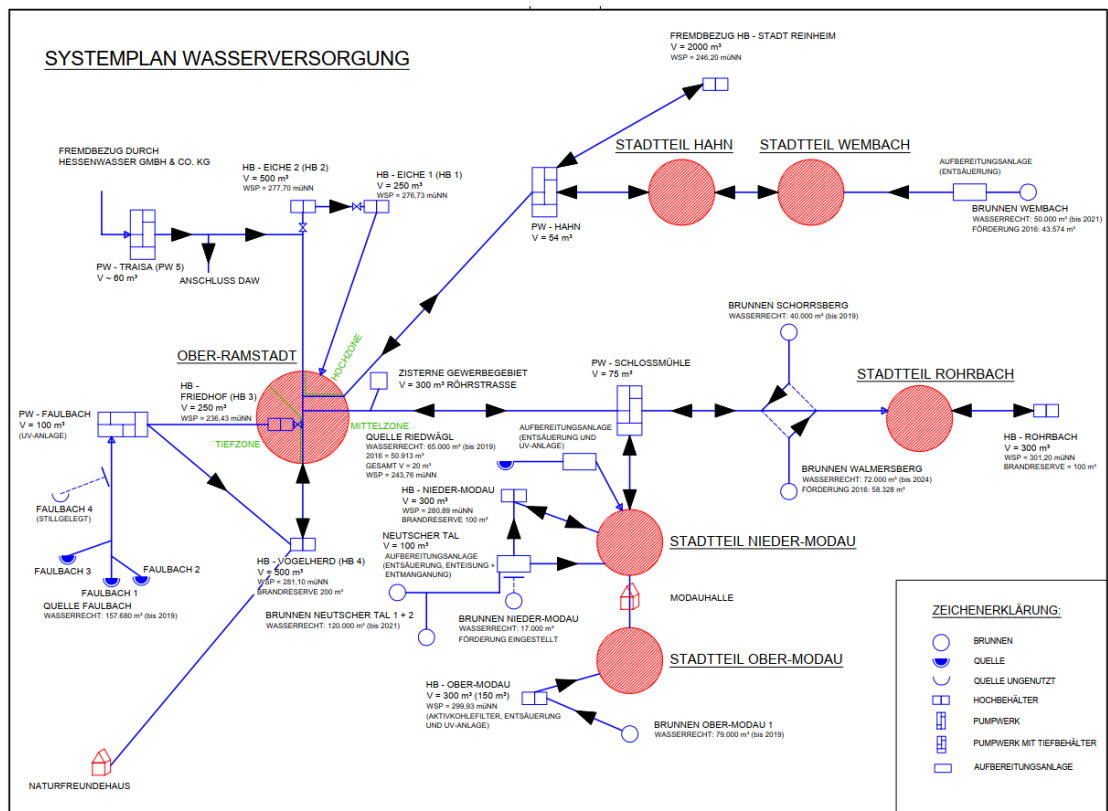 SYSTEMPLAN WASSERVERSORGUNG
FREMDBEZUG HB - STADT REINHEIM
V = 2000 m³
WSP = 246,20 müNN
FREMDBEZUG DURCH
HESSENWASSER GMBH & CO. KG
HB - EICHE 2 (HB 2)
V = 500 m³
WSP = 277,70 müNN
HB - EICHE 1 (HB 1)
V = 250 m³
WSP = 276,73 müNN
STADTTEIL HAHN
STADTTEIL WEMBACH
AUFBEREITUNGSANLAGE
(ENTSÄUERUNG)
BRUNNEN WEMBACH
WASSERRECHT: 50.000 m³ (bis 2021)
FÖRDERUNG 2016: 43.574 m³
PW - HAHN
V = 54 m³
PW - TRAISA (PW 5)
V ~ 60 m³
ANSCHLUSS DAW
BRUNNEN SCHORRSBERG
WASSERRECHT: 40.000 m³ (bis 2019)
OBER-RAMSTADT
HOCHZONE
MITTELZONE
TIEFZONE
HB -
FRIEDHOF (HB 3)
V = 250 m³
WSP = 236,43 müNN
ZISTERNE GEWERBEGEBIET
V = 300 m³ RÖHRSTRASSE
PW - SCHLOSSMÜHLE
V = 75 m³
STADTTEIL ROHRBACH
HB - ROHRBACH
V = 300 m³
WSP = 301,20 müNN
BRANDRESERVE = 100 m³
PW - FAULBACH
V = 100 m³
(UV-ANLAGE)
QUELLE RIEDWÄGL
WASSERRECHT: 65.000 m³ (bis 2019)
2016 = 50.913 m³
GESAMT V = 20 m³
WSP = 243,76 müNN
AUFBEREITUNGSANLAGE
(ENTSÄUERUNG UND
UV-ANLAGE)
BRUNNEN WALMERSBERG
WASSERRECHT: 72.000 m³ (bis 2024)
FÖRDERUNG 2016: 58.328 m³
FAULBACH 4
(STILLGELEGT)
FAULBACH 3
FAULBACH 2
FAULBACH 1
QUELLE FAULBACH
WASSERRECHT: 157.680 m³ (bis 2019)
HB - VOGELHERD (HB 4)
V = 500 m³
WSP = 281,10 müNN
BRANDRESERVE 200 m³
HB - NIEDER-MODAU
V = 300 m³
WSP = 280,89 müNN
BRANDRESERVE 100 m³
NEUTSCHER TAL
V = 100 m³
AUFBEREITUNGSANLAGE
(ENTSÄUERUNG, ENTEISUNG +
ENTMANGANUNG)
STADTTEIL NIEDER-MODAU
MODAUHALLE
BRUNNEN NEUTSCHER TAL 1 + 2
WASSERRECHT: 120.000 m³ (bis 2021)
BRUNNEN NIEDER-MODAU
WASSERRECHT: 17.000 m³
FÖRDERUNG EINGESTELLT
STADTTEIL OBER-MODAU
HB - OBER-MODAU
V = 300 m³ (150 m³)
WSP = 299,93 müNN
(AKTIVKOHLEFILTER, ENTSÄUERUNG
UND UV-ANLAGE)
BRUNNEN OBER-MODAU 1
WASSERRECHT: 79.000 m³ (bis 2019)
NATURFREUNDEHAUS
ZEICHENERKLÄRUNG:
BRUNNEN
QUELLE
QUELLE UNGENUTZT
HOCHBEHÄLTER
PUMPWERK
PUMPWERK MIT TIEFBEHÄLTER
AUFBEREITUNGSANLAGE